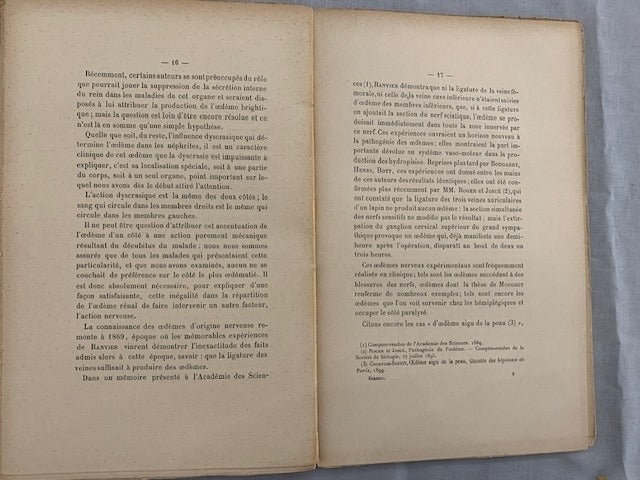 — 16 —
Récemment, certains auteurs se sont préoccupés du rôle
que pourrait jouer la suppression de la sécrétion interne
du rein dans les maladies de cet organe et seraient dis-
posés à lui attribuer la production de l'œdème brighti-
que ; mais la question est loin d'être encore résolue et ce
n'est là en somme qu'une simple hypothèse.
Quelle que soit, du reste, l'influence dyscrasique qui dé-
termine l'œdème dans les néphrites, il est un caractère
clinique de cet œdème que la dyscrasie est impuissante à
expliquer, c'est sa localisation spéciale, soit à une partie
du corps, soit à un seul organe, point important sur le-
quel nous avons dès le début attiré l'attention.
L'action dyscrasique est la même des deux côtés ; le
sang qui circule dans les membres droits est le même qui
circule dans les membres gauches.
Il ne peut être question d'attribuer cet accentuation de
l'œdème d'un côté à une action purement mécanique
résultant du décubitus du malade : nous nous sommes
assurés que de tous les malades qui présentaient cette
particularité, et que nous avons examinés, aucun ne se
couchait de préférence sur le côté le plus œdématié. Il
est donc absolument nécessaire, pour expliquer d'une
façon satisfaisante, cette inégalité dans la répartition
de l'œdème rénal de faire intervenir un autre facteur,
l'action nerveuse.
La connaissance des œdèmes d'origine nerveuse re-
monte à 1869, époque où les mémorables expériences
de RANVIER vinrent démontrer l'inexactitude des faits
admis alors à cette époque, savoir : que la ligature des
veines suffisait à produire des œdèmes.
Dans un mémoire présenté à l'Académie des Scien-
— 17 —
ces (1), RANVIER démontra que ni la ligature de la veine fé-
morale, ni celle de la veine cave inférieure n'étaient suivies
d'œdème des membres inférieurs, que, si à cette ligature
on ajoutait la section du nerf sciatique, l'œdème se pro-
duisait immédiatement dans toute la zone innervée par
ce nerf. Ces expériences ouvraient un horizon nouveau à
la pathogénie des œdèmes ; elles montraient la part im-
portante dévolue au système vaso-moteur dans la pro-
duction des hydropisies. Reprises plus tard par BODDAERT,
HENRI, BOTT, ces expériences ont donné entre les mains
de ces auteurs des résultats identiques ; elles ont été con-
firmées plus récemment par MM. ROGER et JOSUÉ (2), qui
ont constaté que la ligature des trois veines auriculaires
d'un lapin ne produit aucun œdème : la section simultanée
des nerfs sensitifs ne modifie pas le résultat ; mais l'extir-
pation du ganglion cervical supérieur du grand sympa-
thique provoque un œdème qui, déjà manifeste une demi-
heure après l'opération, disparaît au bout de deux ou
trois heures.
Ces œdèmes nerveux expérimentaux sont fréquemment
réalisés en clinique ; tels sont les œdèmes succédant à des
blessures des nerfs, œdèmes dont la thèse de
renferme de nombreux exemples ; tels sont encore les
œdèmes que l'on voit survenir chez les hémiplégiques et
occuper le côté paralysé.
Citons encore les cas « d'œdème aigu de la peau (3) »,
(1) Comptes-rendus de l'Académie des Sciences. 1869.
(2) ROGER et JOSUÉ, Pathogénie de l'œdème. — Comptes-rendus de la
Société de biologie, 27 juillet 1895.
(3) Œdème aigu de la peau, Gazette des hôpitaux de
Paris, 1899.
2